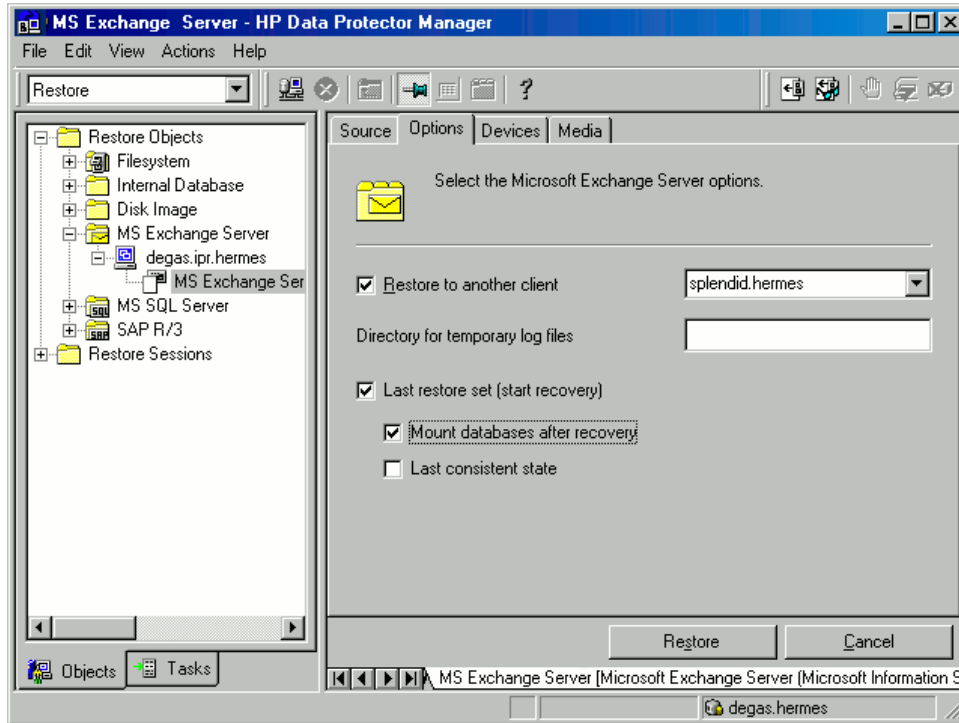 MS Exchange Server - HP Data Protector Manager
File Edit View Actions Help
Restore
Restore Objects
Filesystem
Internal Database
Disk Image
MS Exchange Server
degas.ipr.hermes
MS Exchange Ser
MS SQL Server
SAP R/3
Restore Sessions
Objects Tasks
Source Options Devices Media
Select the Microsoft Exchange Server options.
Restore to another client splendid.hermes
Directory for temporary log files
Last restore set (start recovery)
Mount databases after recovery
Last consistent state
Restore Cancel
MS Exchange Server [Microsoft Exchange Server (Microsoft Information S
degas.hermes